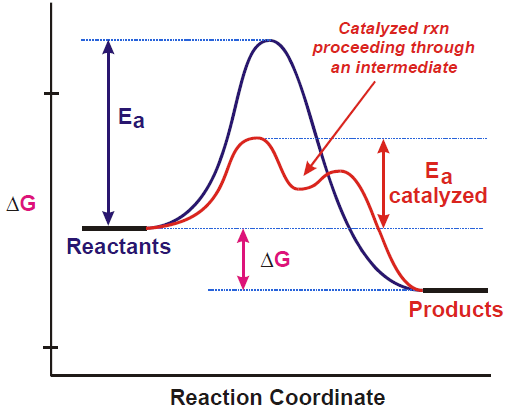 Catalyzed rxn
proceeding through
an intermediate
Ea
Ea
catalyzed
ΔG
Reactants
ΔG
Products
Reaction Coordinate